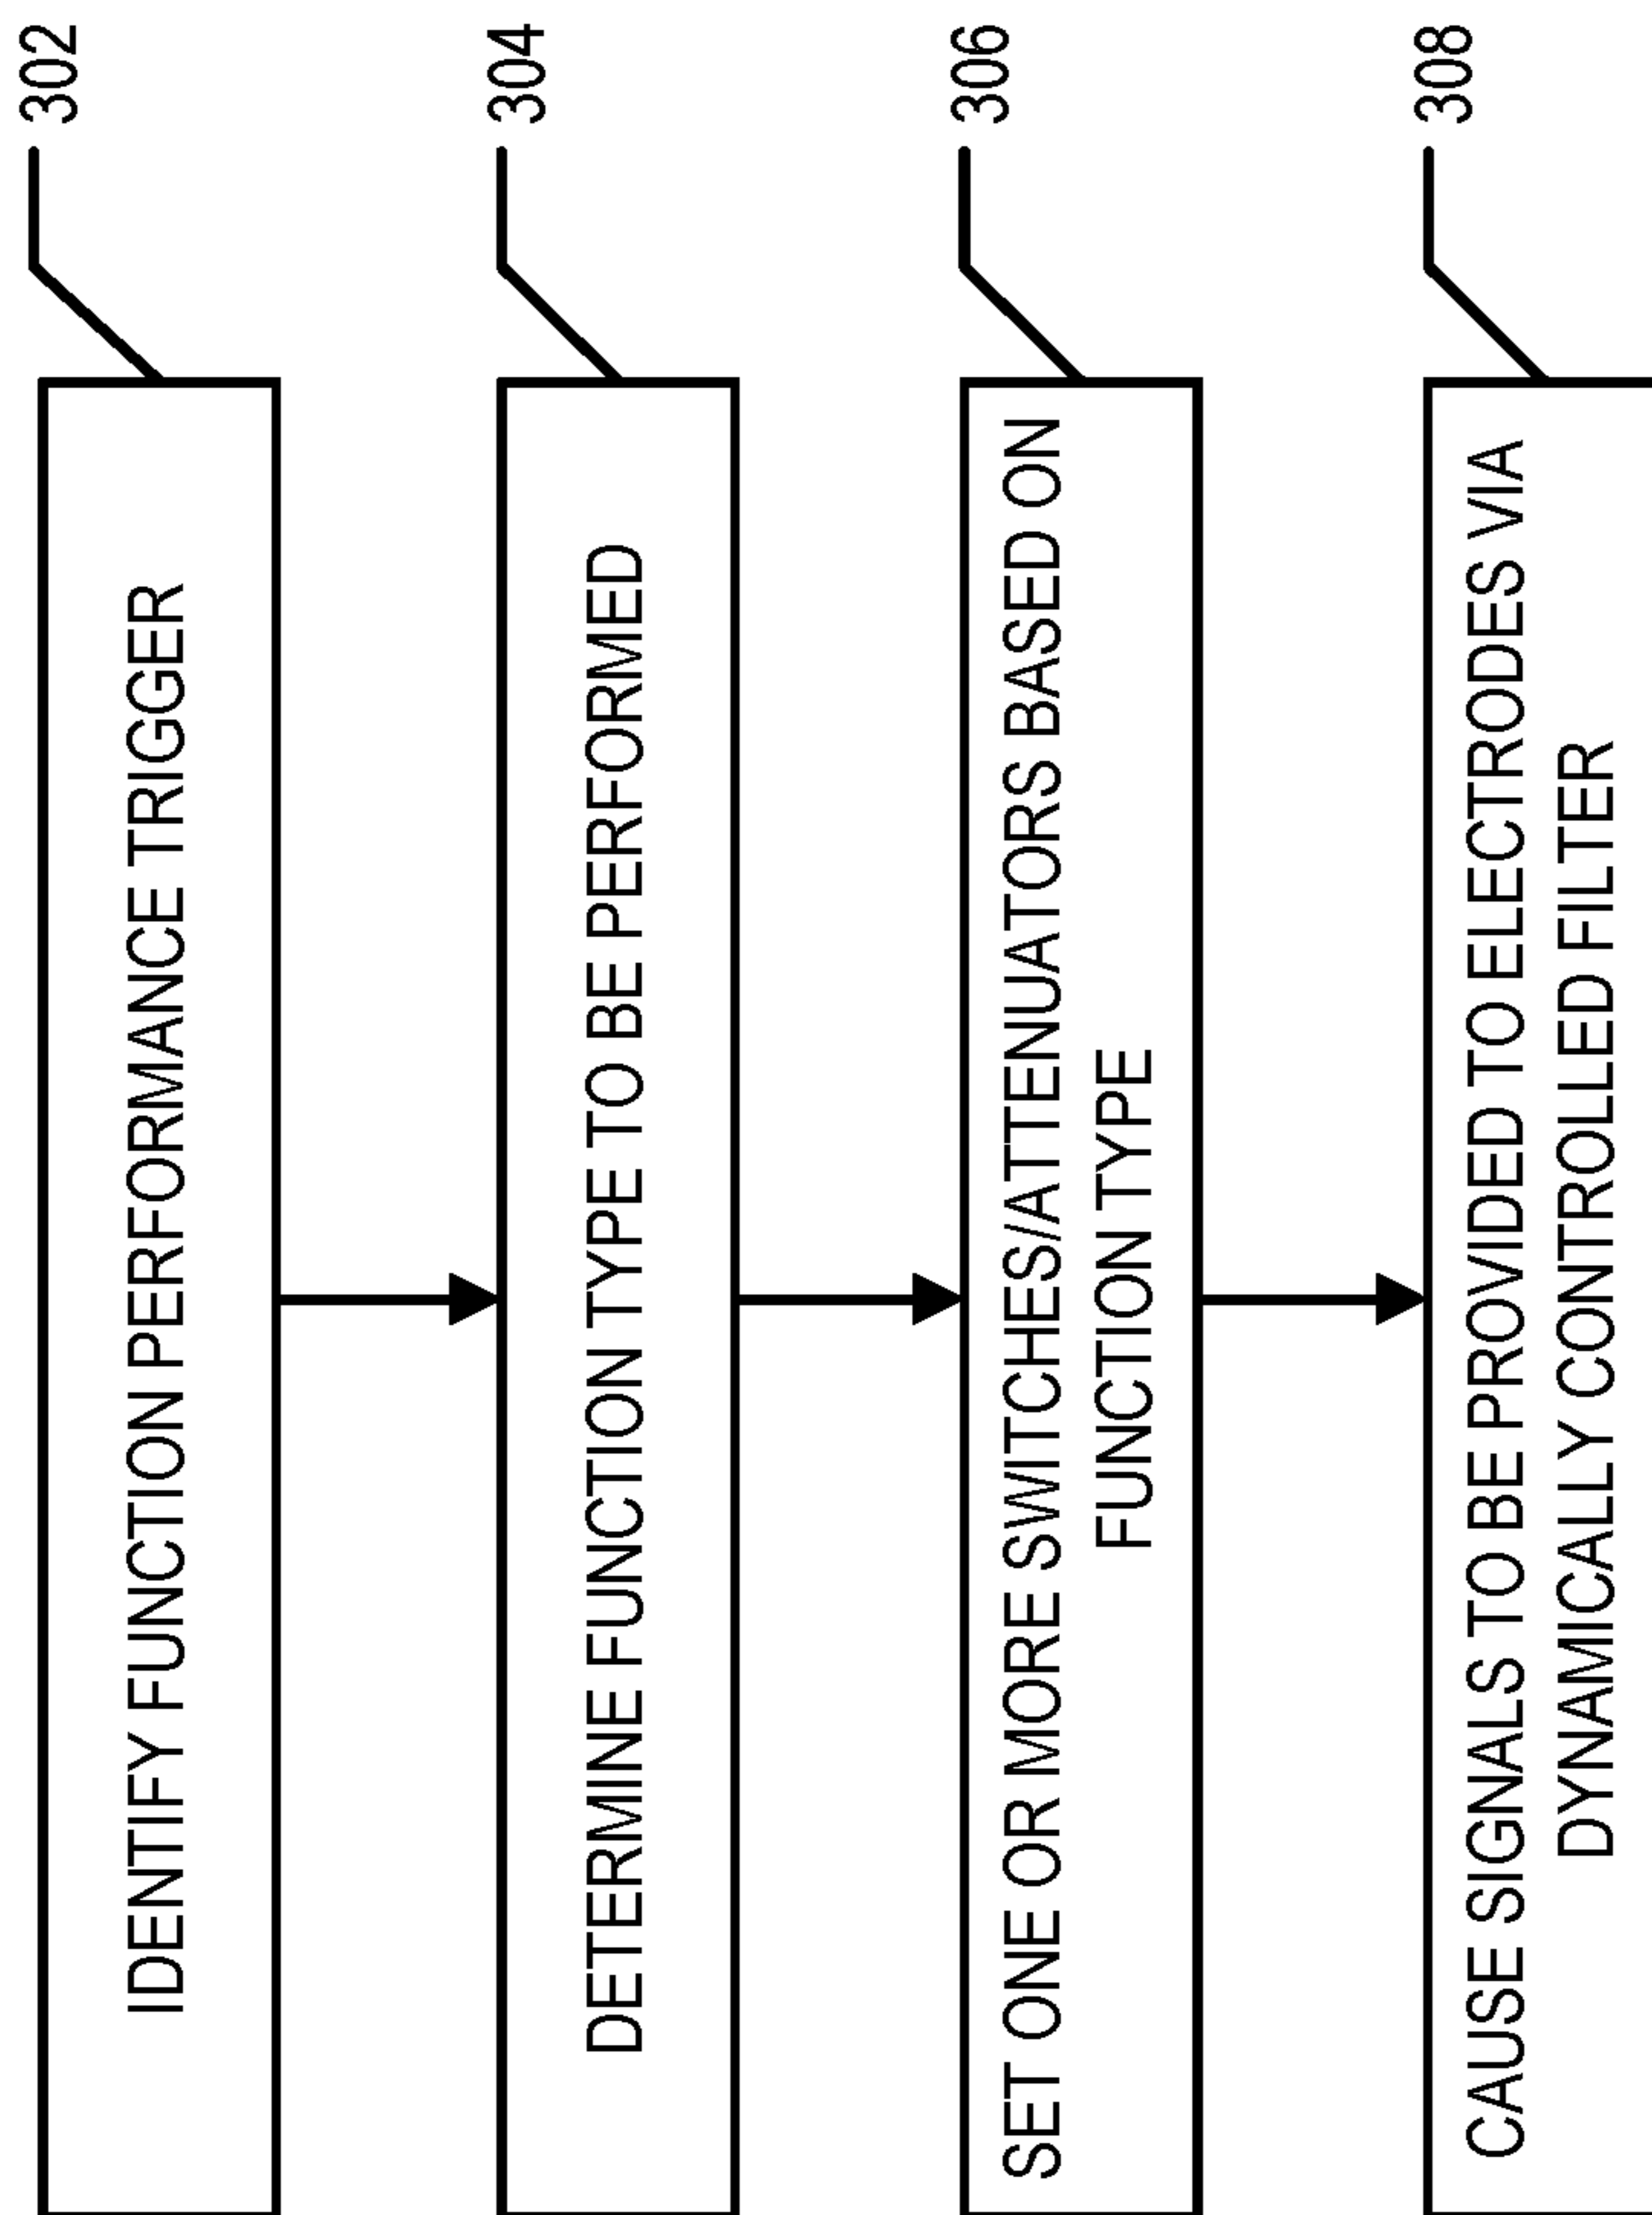 302
IDENTIFY FUNCTION PERFORMANCE TRIGGER
304
DETERMINE FUNCTION TYPE TO BE PERFORMED
306
SET ONE OR MORE SWITCHES/ATTENUATORS BASED ON
FUNCTION TYPE
308
CAUSE SIGNALS TO BE PROVIDED TO ELECTRODES VIA
DYNAMICALLY CONTROLLED FILTER